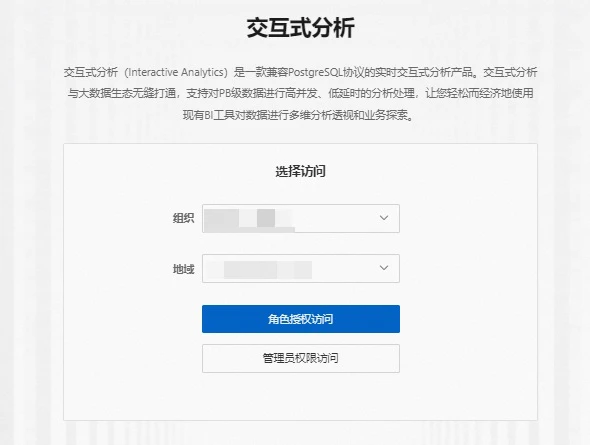 交互式分析
交互式分析（Interactive Analytics）是一款兼容PostgreSQL协议的实时交互式分析产品。交互式分析
与大数据生态无缝打通，支持对PB级数据进行高并发、低延时的分析处理，让您轻松而经济地使用
现有BI工具对数据进行多维分析透视和业务探索。
选择访问
组织
地域
角色授权访问
管理员权限访问